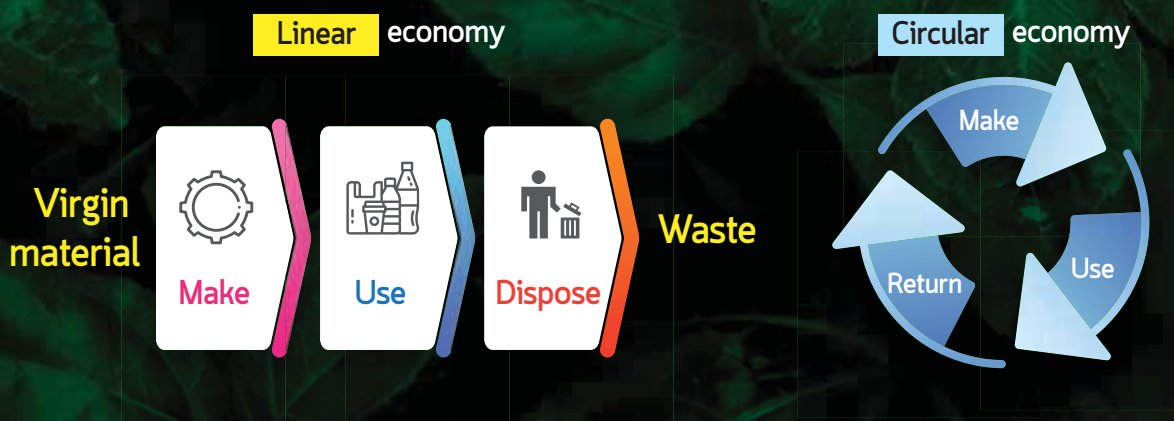 Linear economy
Virgin
material
Make
Use
Dispose
Waste
Circular economy
Make
Use
Return